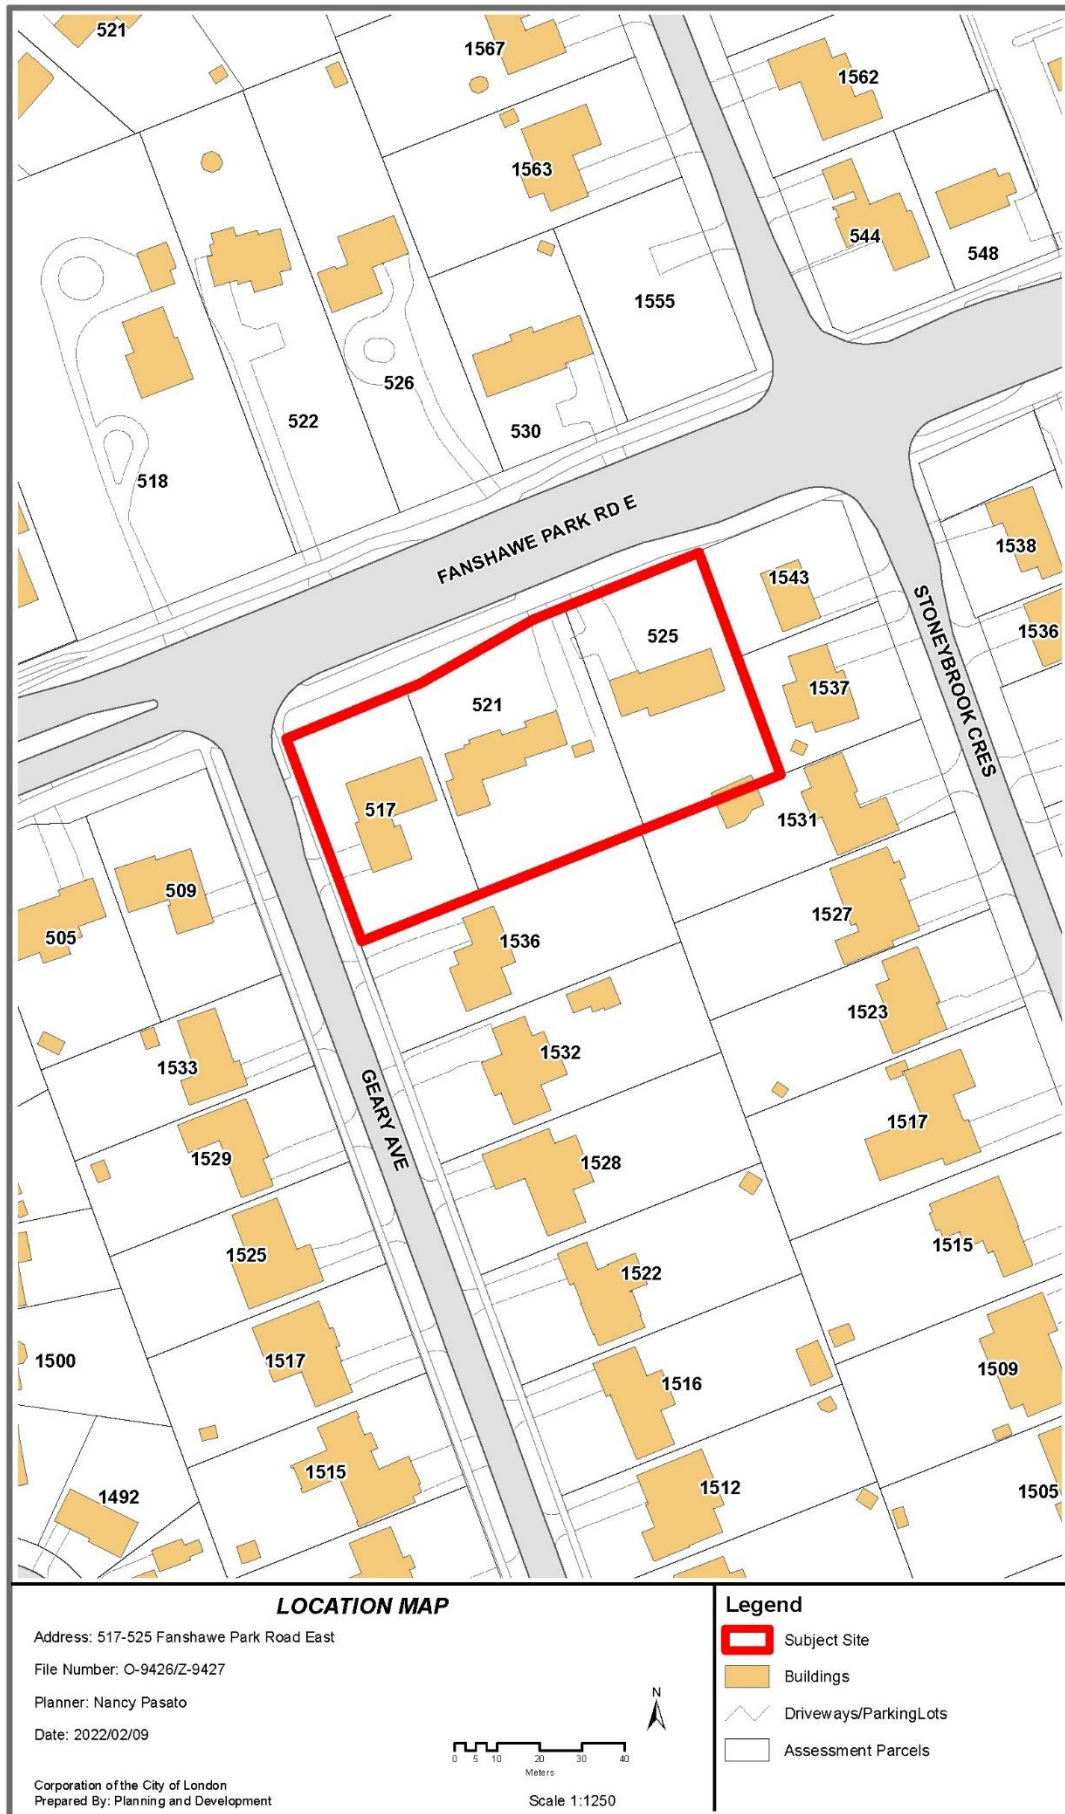 521
1567
1562
1563
544
548
1555
526
522
530
518
FANSHAWE PARK RD E
1538
1543
STONEYBROOK CRES
1536
525
1537
521
517
1531
509
505
1527
1536
1523
1532
1533
GEARY AVE
1517
1529
1528
1515
1525
1522
1500
1517
1516
1509
1515
1492
1512
1505
LOCATION MAP
Address: 517-525 Fanshawe Park Road East
File Number: O-9426/Z-9427
Planner: Nancy Pasato
Date: 2022/02/09
Corporation of the City of London
Prepared By: Planning and Development
N
0 5 10 20 30 40
Meters
Scale 1:1250
Legend
Subject Site
Buildings
Driveways/ParkingLots
Assessment Parcels